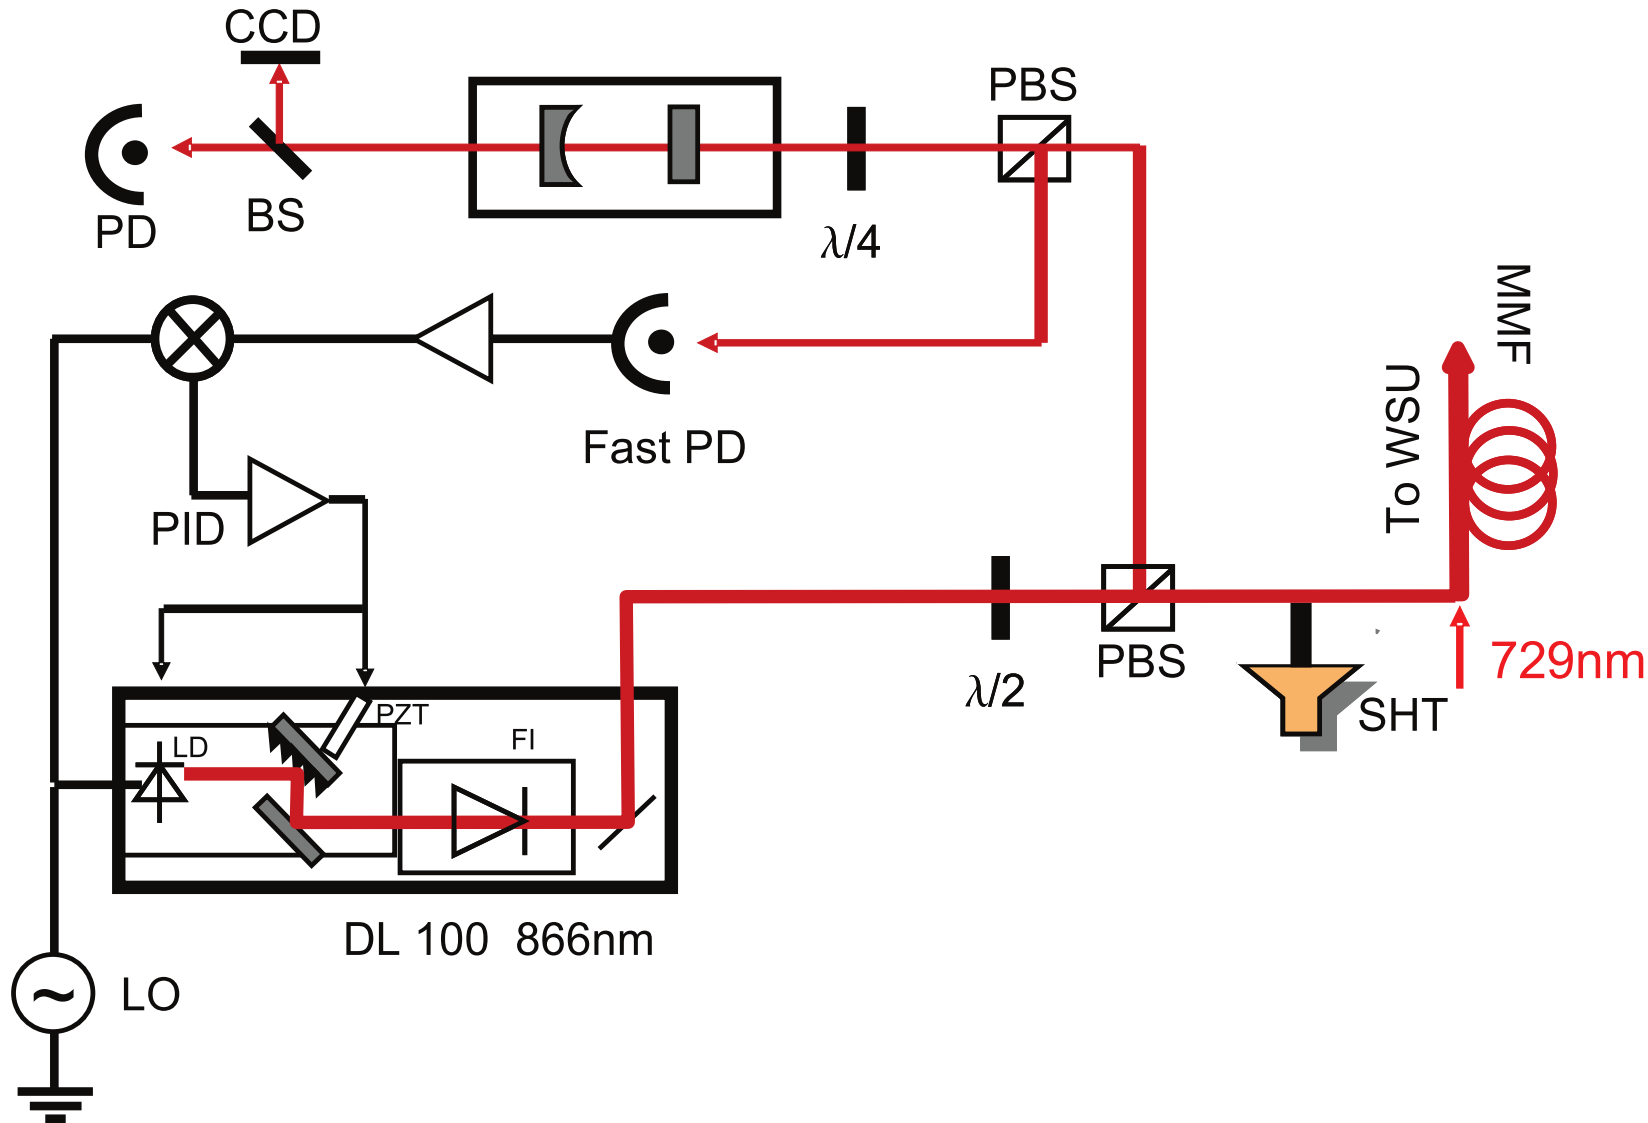 CCD
PBS
PD
BS
λ/4
MMF
To WSU
Fast PD
PID
PBS
729nm
λ/2
SHT
PZT
LD
FI
DL 100 866nm
~
LO